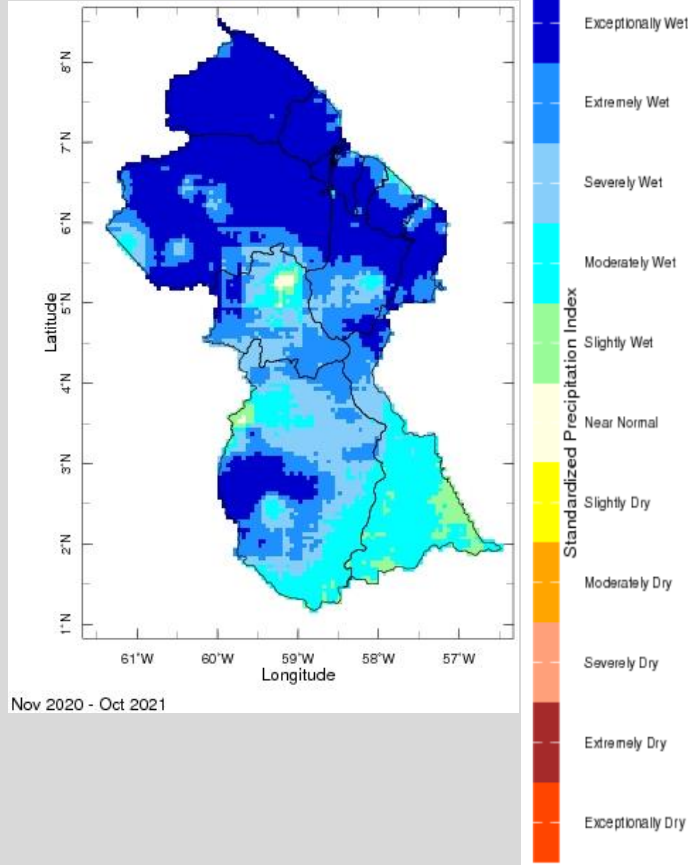 8°N
7°N
6°N
5°N
4°N
3°N
2°N
1°N
Latitude
61°W 60°W 59°W 58°W 57°W
Longitude
Nov 2020 - Oct 2021
Standardized Precipitation Index
Exceptionally Wet
Extremely Wet
Severely Wet
Moderately Wet
Slightly Wet
Near Normal
Slightly Dry
Moderately Dry
Severely Dry
Extremely Dry
Exceptionally Dry